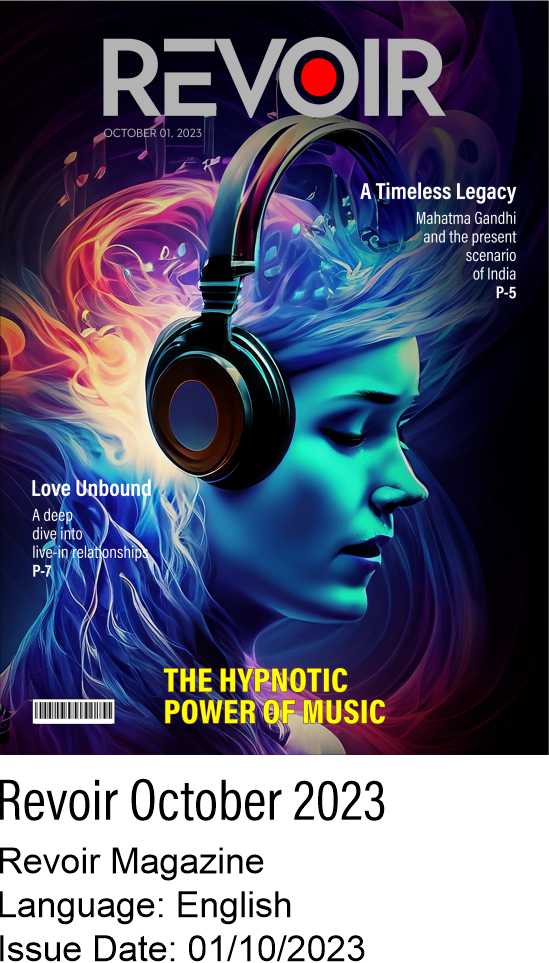 REVOIR
OCTOBER 01, 2023
A Timeless Legacy
Mahatma Gandhi
and the present
scenario
of India
P-5
Love Unbound
A deep
dive into
live-in relationships
P-7
THE HYPNOTIC
POWER OF MUSIC
Revoir October 2023
Revoir Magazine
Language: English
Issue Date: 01/10/2023